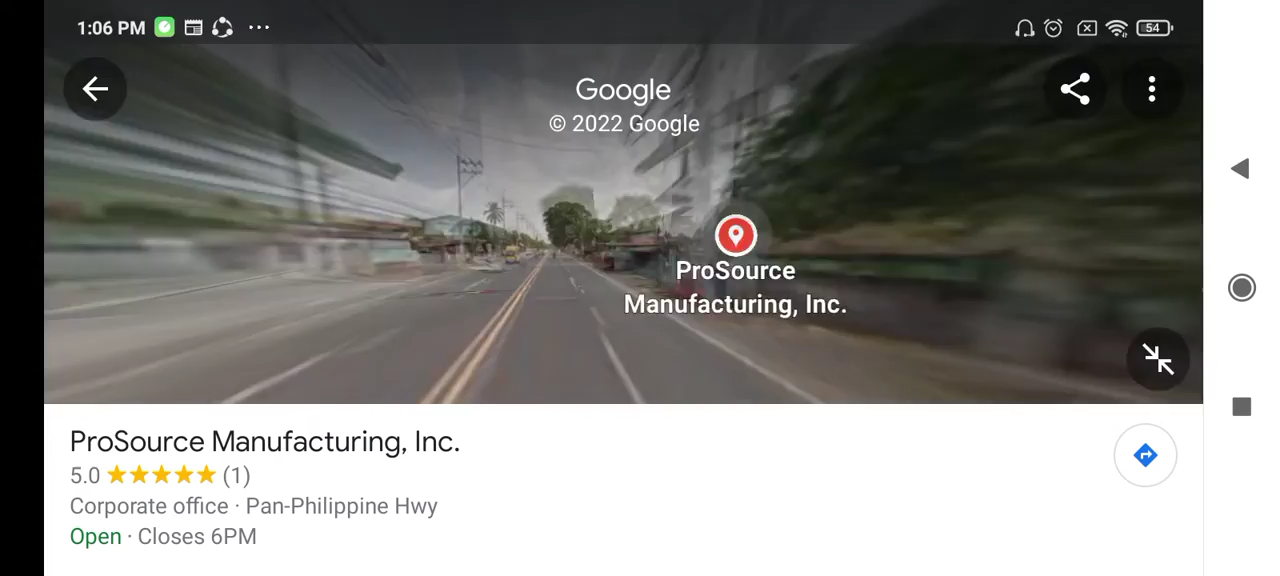 1:06 PM
54
Google
© 2022 Google
ProSource
Manufacturing, Inc.
ProSource Manufacturing, Inc.
5.0 (1)
Corporate office · Pan-Philippine Hwy
Open · Closes 6PM